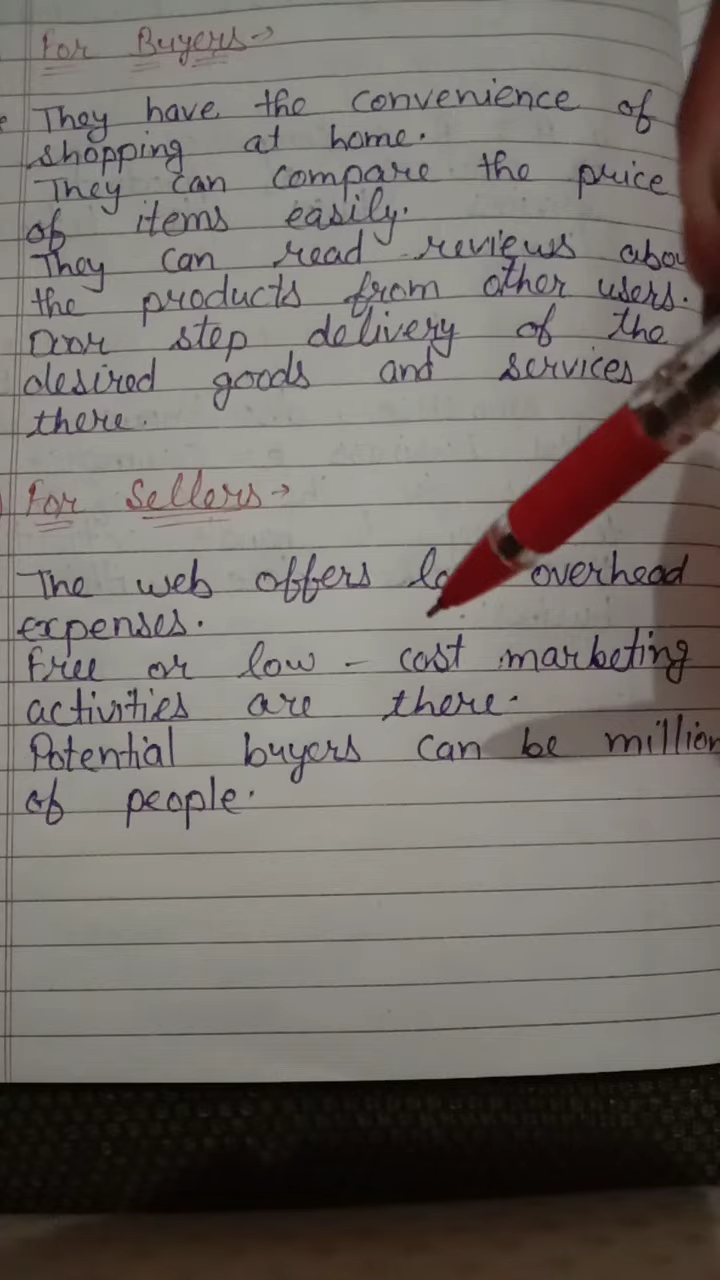 For Buyers →
They have the convenience of
shopping at home.
They can compare the price
of items easily.
They can read reviews
the products from other users.
Door step delivery of the
desired goods and services
there.
For Sellers →
The web offers overhead
expenses.
Free or low - cost marketing
activities are there.
Potential buyers can be million
of people.